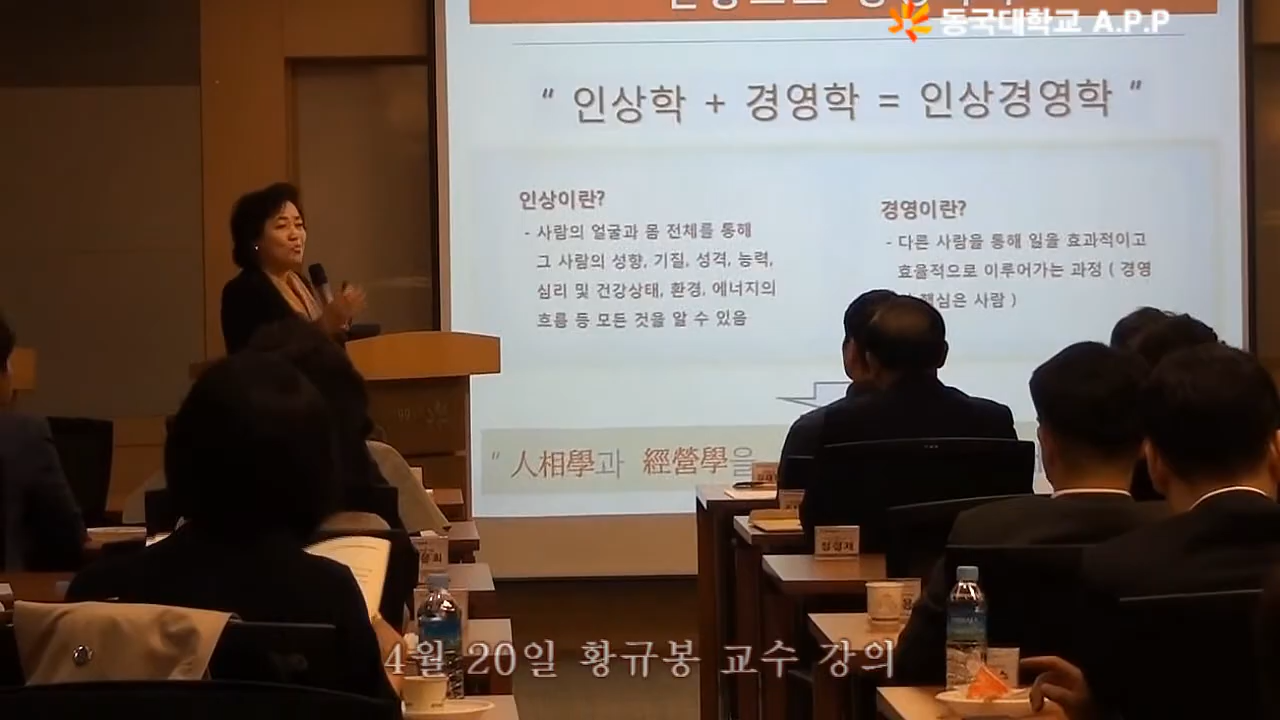 동국대학교 A.P.P
“ 인상학 + 경영학 = 인상경영학 ”
인상이란?
- 사람의 얼굴과 몸 전체를 통해
그 사람의 성향, 기질, 성격, 능력,
심리 및 건강상태, 환경, 에너지의
흐름 등 모든 것을 알 수 있음
경영이란?
- 다른 사람을 통해 일을 효과적이고
효율적으로 이루어가는 과정 ( 경영
핵심은 사람 )
“ 人相學과 經營學을
4월 20일 황규봉 교수 강의